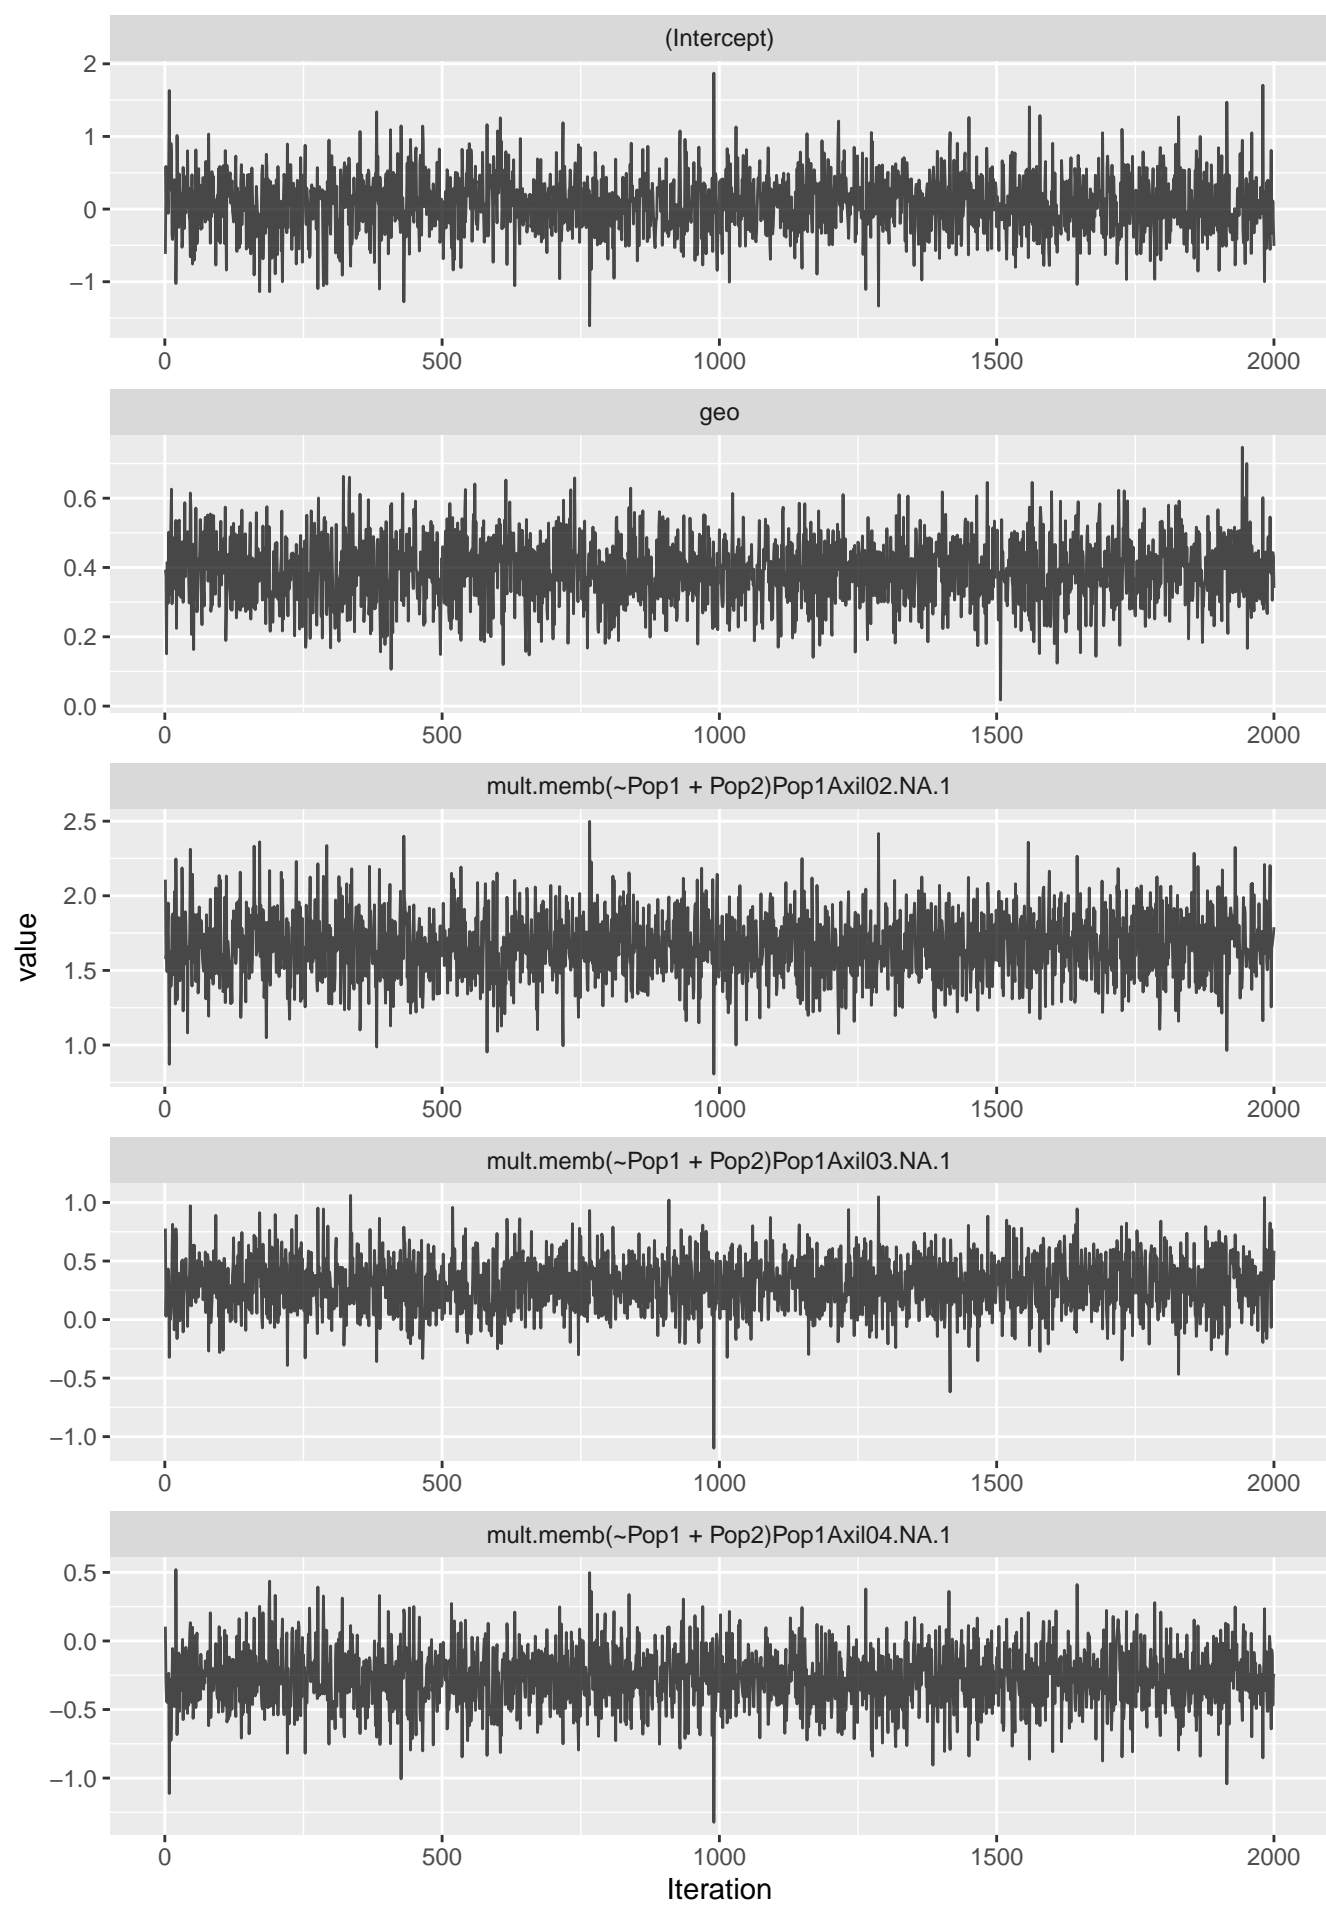 (Intercept)
2
1
0
−1
0 500 1000 1500 2000
geo
0.6
0.4
0.2
0.0
0 500 1000 1500 2000
mult.memb(~Pop1 + Pop2)Pop1Axil02.NA.1
2.5
2.0
1.5
1.0
0 500 1000 1500 2000
mult.memb(~Pop1 + Pop2)Pop1Axil03.NA.1
1.0
0.5
0.0
−0.5
−1.0
0 500 1000 1500 2000
mult.memb(~Pop1 + Pop2)Pop1Axil04.NA.1
0.5
0.0
−0.5
−1.0
0 500 1000 1500 2000
Iteration
value